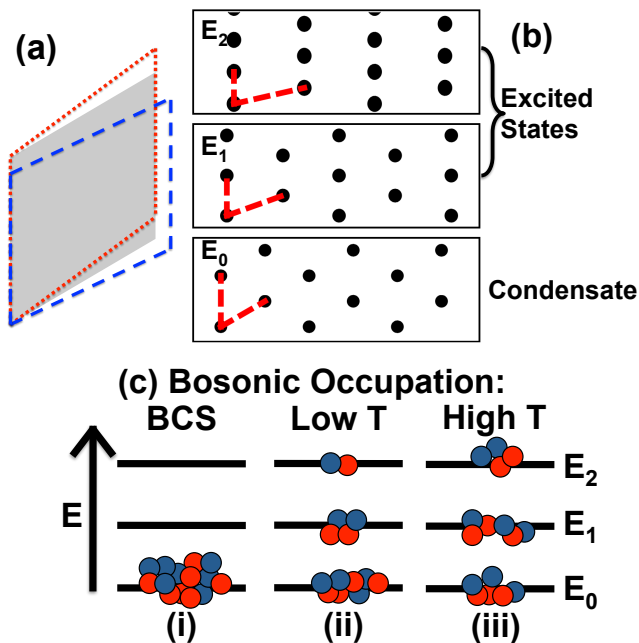 (a)
(b)
E2
E1
E0
Excited
States
Condensate
(c) Bosonic Occupation:
BCS Low T High T
E
E2
E1
E0
(i) (ii) (iii)